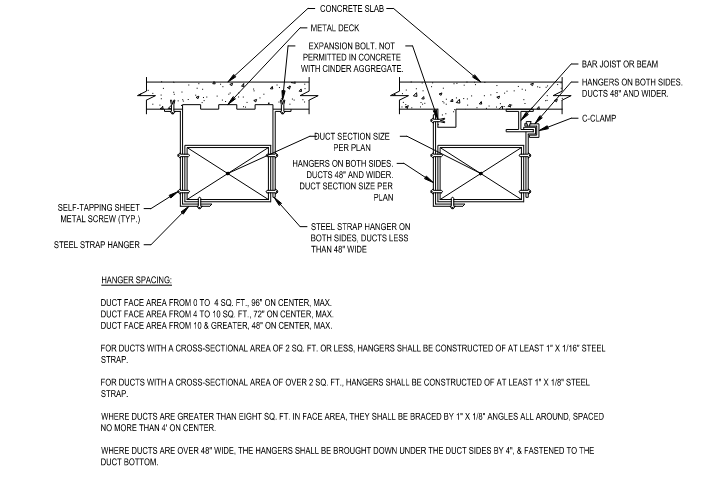 CONCRETE SLAB
METAL DECK
EXPANSION BOLT. NOT
PERMITTED IN CONCRETE
WITH CINDER AGGREGATE.
BAR JOIST OR BEAM
HANGERS ON BOTH SIDES.
DUCTS 48" AND WIDER.
C-CLAMP
DUCT SECTION SIZE
PER PLAN
HANGERS ON BOTH SIDES.
DUCTS 48" AND WIDER.
DUCT SECTION SIZE PER
PLAN
SELF-TAPPING SHEET
METAL SCREW (TYP.)
STEEL STRAP HANGER
STEEL STRAP HANGER ON
BOTH SIDES, DUCTS LESS
THAN 48" WIDE
HANGER SPACING:
DUCT FACE AREA FROM 0 TO 4 SQ. FT., 96" ON CENTER, MAX.
DUCT FACE AREA FROM 4 TO 10 SQ. FT., 72" ON CENTER, MAX.
DUCT FACE AREA FROM 10 & GREATER, 48" ON CENTER, MAX.
FOR DUCTS WITH A CROSS-SECTIONAL AREA OF 2 SQ. FT. OR LESS, HANGERS SHALL BE CONSTRUCTED OF AT LEAST 1" X 1/16" STEEL
STRAP.
FOR DUCTS WITH A CROSS-SECTIONAL AREA OF OVER 2 SQ. FT., HANGERS SHALL BE CONSTRUCTED OF AT LEAST 1" X 1/8" STEEL
STRAP.
WHERE DUCTS ARE GREATER THAN EIGHT SQ. FT. IN FACE AREA, THEY SHALL BE BRACED BY 1" X 1/8" ANGLES ALL AROUND, SPACED
NO MORE THAN 4' ON CENTER.
WHERE DUCTS ARE OVER 48" WIDE, THE HANGERS SHALL BE BROUGHT DOWN UNDER THE DUCT SIDES BY 4", & FASTENED TO THE
DUCT BOTTOM.